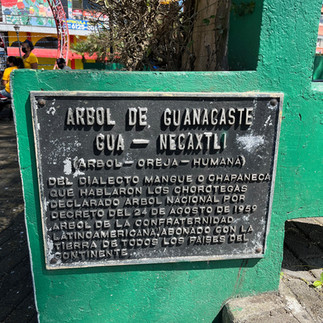 ARBOL DE GUANACASTE
GUA — NECAXTLI
(ARBOL—OREJA—HUMANA)
DEL DIALECTO MANGUE O CHAPANECA
QUE HABLARON LOS CHOROTEGAS
DECLARADO ARBOL NACIONAL POR
DECRETO DEL 24 DE AGOSTO DE 1959
ARBOL DE LA CONFRATERNIDAD
LATINOAMERICANA, ABONADO CON LA
TIERRA DE TODOS LOS PAISES DEL
CONTINENTE.